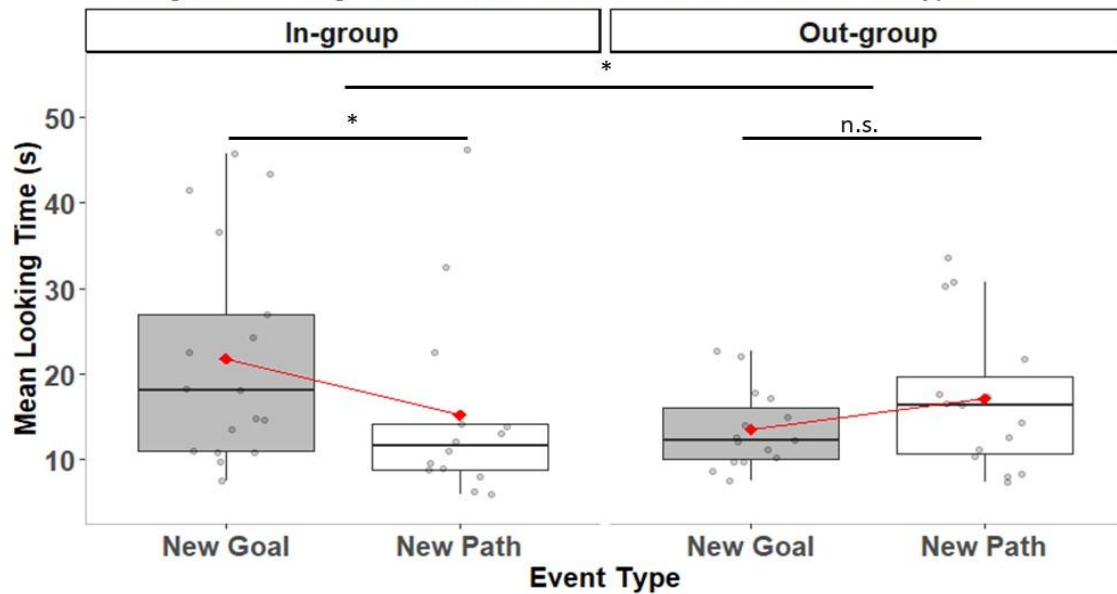 In-group Out-group
*
* n.s.
50
40
30
20
10
Mean Looking Time (s)
New Goal New Path New Goal New Path
Event Type